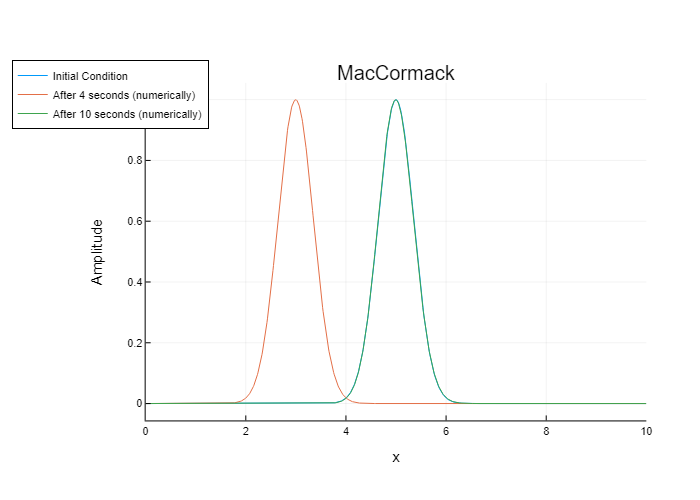 MacCormack
Initial Condition
After 4 seconds (numerically)
After 10 seconds (numerically)
Amplitude
0.8
0.6
0.4
0.2
0
0 2 4 6 8 10
x